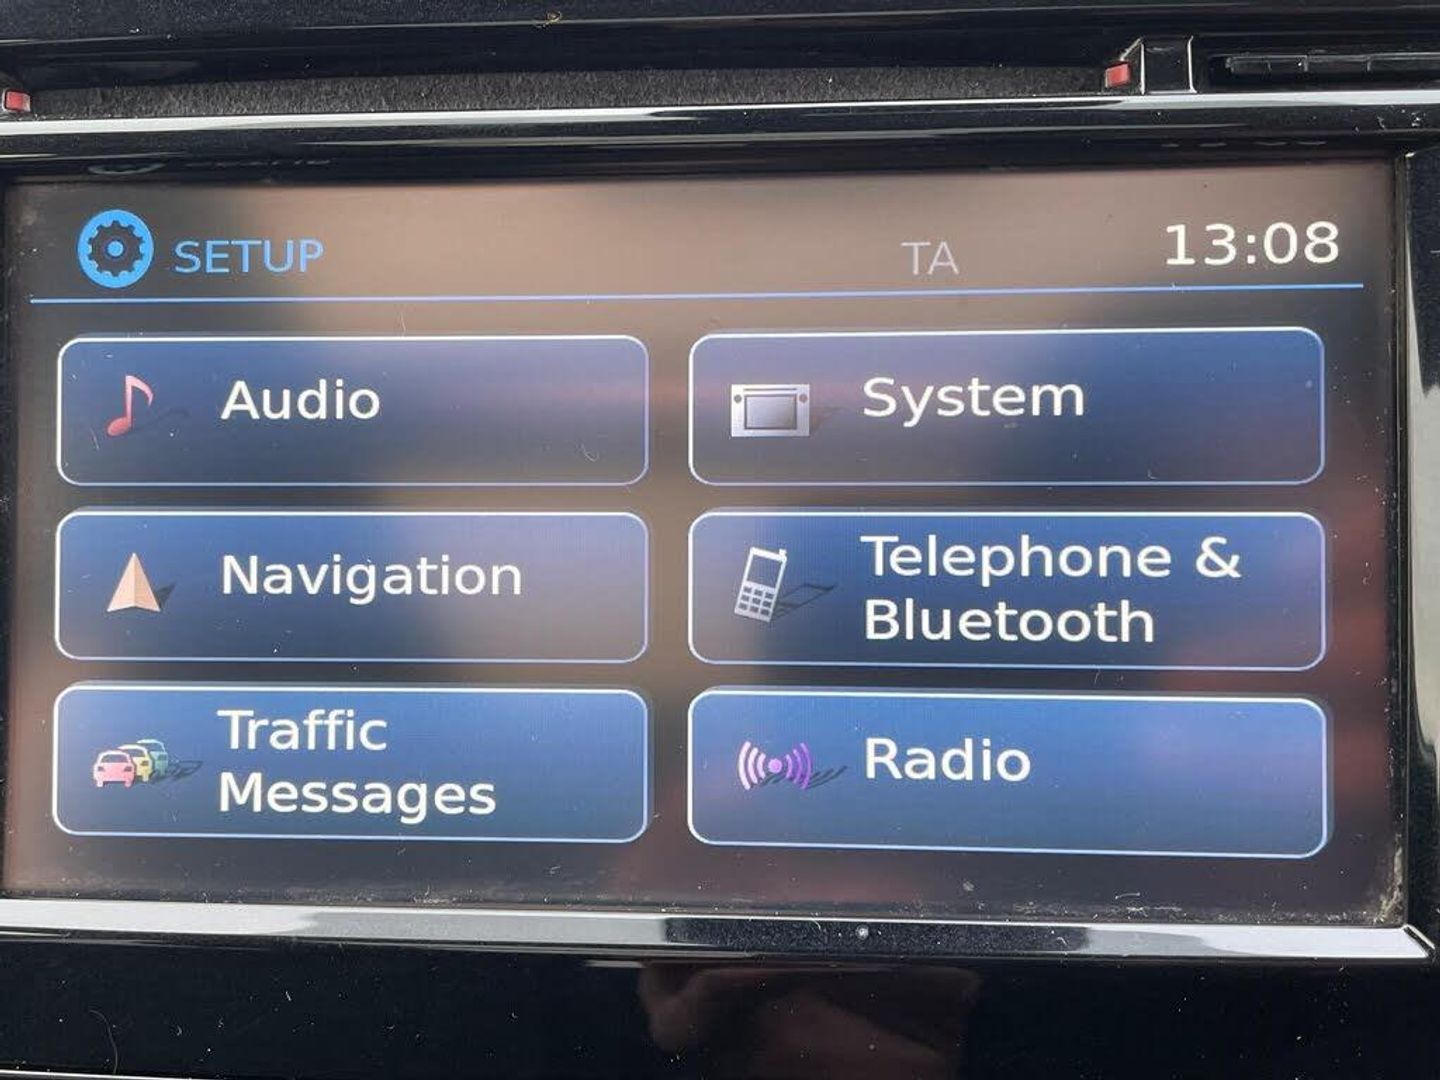 SETUP
TA
13:08
Audio
System
Navigation
Telephone &
Bluetooth
Traffic
Messages
Radio